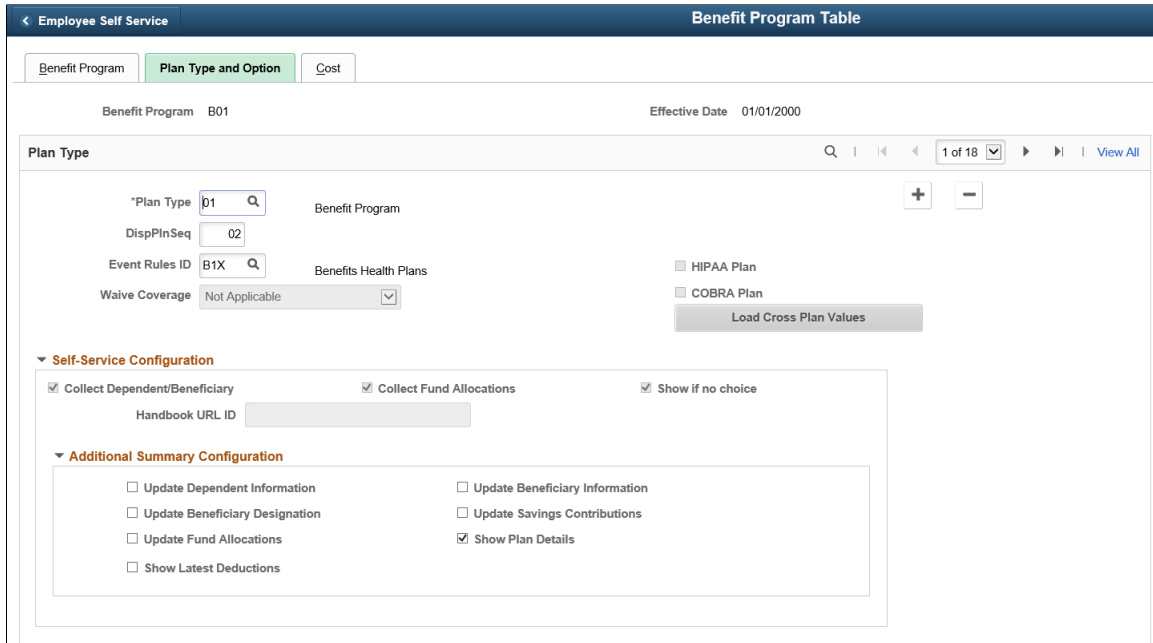 Employee Self Service
Benefit Program Table
Benefit Program Plan Type and Option Cost
Benefit Program B01 Effective Date 01/01/2000
Plan Type 1 of 18 View All
*Plan Type 01 Benefit Program
DispPlnSeq 02
Event Rules ID B1X Benefits Health Plans HIPAA Plan
Waive Coverage Not Applicable COBRA Plan
Load Cross Plan Values
Self-Service Configuration
Collect Dependent/Beneficiary Collect Fund Allocations Show if no choice
Handbook URL ID
Additional Summary Configuration
Update Dependent Information Update Beneficiary Information
Update Beneficiary Designation Update Savings Contributions
Update Fund Allocations Show Plan Details
Show Latest Deductions